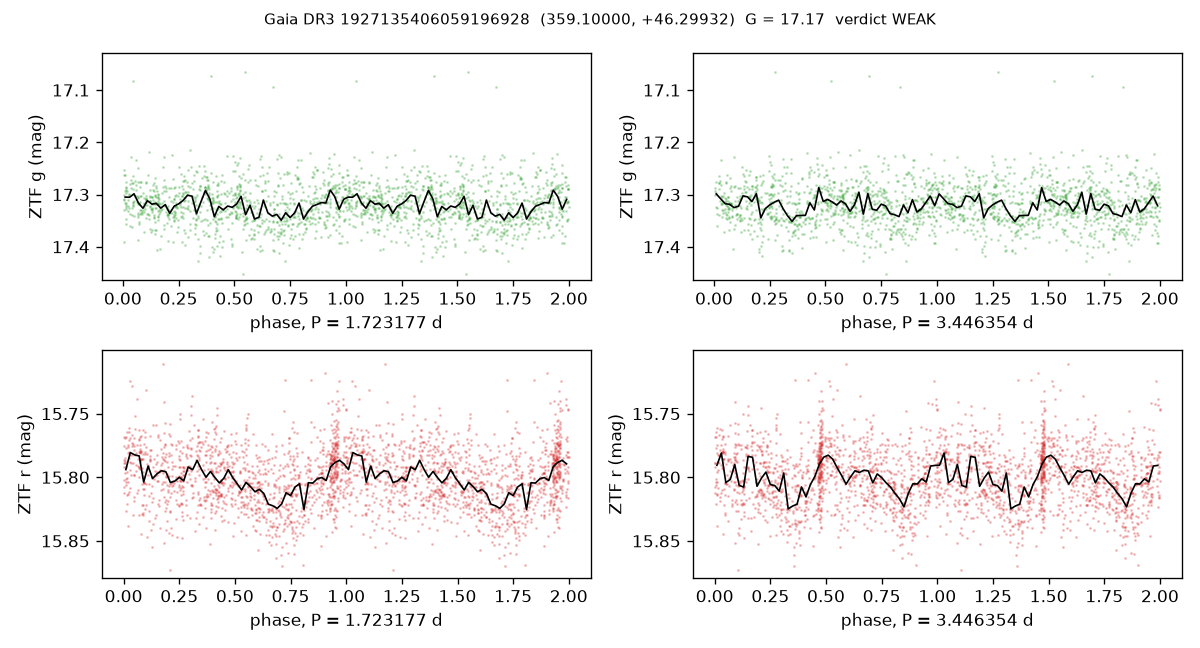 Gaia DR3 1927135406059196928 (359.10000, +46.29932) G = 17.17 verdict WEAK
ZTF g (mag)
17.1
17.2
17.3
17.4
0.00 0.25 0.50 0.75 1.00 1.25 1.50 1.75 2.00
phase, P = 1.723177 d
ZTF g (mag)
17.1
17.2
17.3
17.4
0.00 0.25 0.50 0.75 1.00 1.25 1.50 1.75 2.00
phase, P = 3.446354 d
ZTF r (mag)
15.75
15.80
15.85
0.00 0.25 0.50 0.75 1.00 1.25 1.50 1.75 2.00
phase, P = 1.723177 d
ZTF r (mag)
15.75
15.80
15.85
0.00 0.25 0.50 0.75 1.00 1.25 1.50 1.75 2.00
phase, P = 3.446354 d